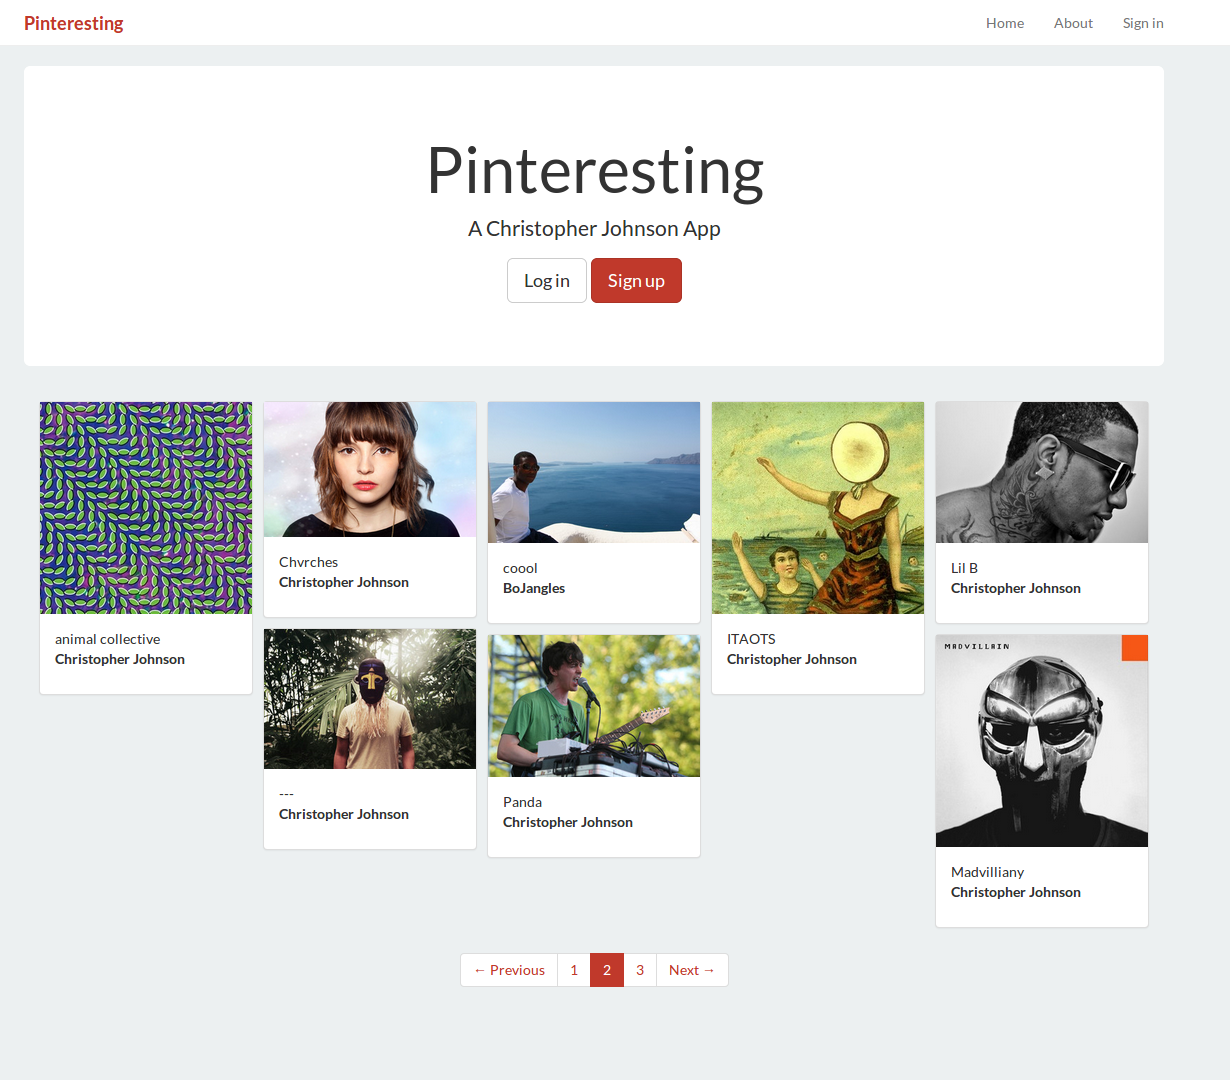 Pinteresting
Home
About
Sign in
Pinteresting
A Christopher Johnson App
Log in
Sign up
animal collective
Christopher Johnson
Chvrches
Christopher Johnson
coool
BoJangles
ITAOTS
Christopher Johnson
Lil B
Christopher Johnson
---
Christopher Johnson
Panda
Christopher Johnson
MADVILLAIN
Madvilliany
Christopher Johnson
← Previous
1
2
3
Next →